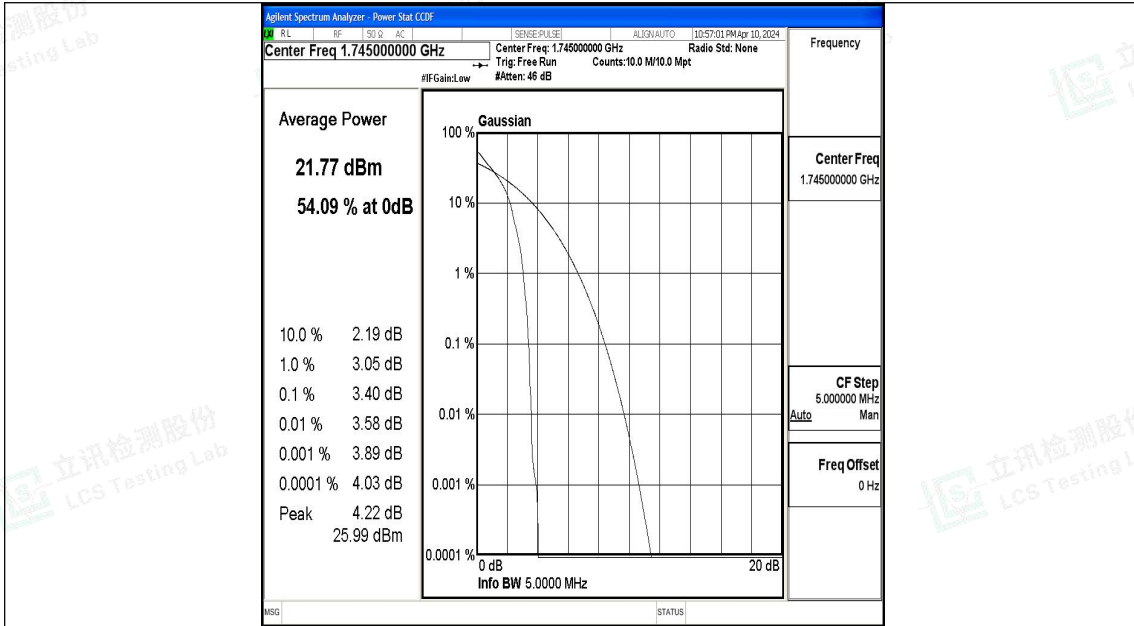 Agilent Spectrum Analyzer - Power Stat CCDF
RL RF 50 Ω AC SENSE:PULSE ALIGN AUTO 10:57:01 PM Apr 10, 2024
Center Freq 1.745000000 GHz
Center Freq: 1.745000000 GHz Radio Std: None
Trig: Free Run Counts:10.0 M/10.0 Mpt
#IFGain:Low #Atten: 46 dB
Frequency
Average Power
21.77 dBm
54.09 % at 0dB
10.0 % 2.19 dB
1.0 % 3.05 dB
0.1 % 3.40 dB
0.01 % 3.58 dB
0.001 % 3.89 dB
0.0001 % 4.03 dB
Peak 4.22 dB
25.99 dBm
Gaussian
100 %
10 %
1 %
0.1 %
0.01 %
0.001 %
0.0001 %
0 dB 20 dB
Info BW 5.0000 MHz
Center Freq
1.745000000 GHz
CF Step
5.000000 MHz
Auto Man
Freq Offset
0 Hz
MSG STATUS
立讯检测股份
LCS Testing Lab
立讯检测股份
LCS Testing L
测股份
esting Lab